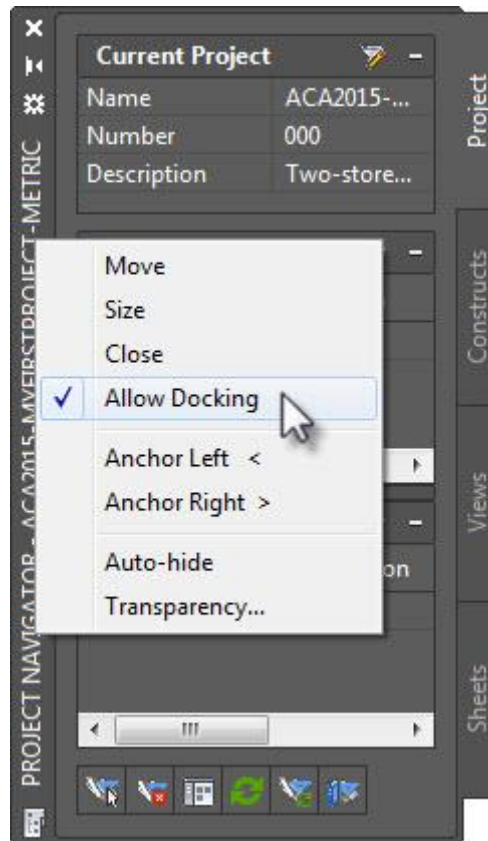 Current Project
Name ACA2015-...
Number 000
Description Two-store...
Move
Size
Close
Allow Docking
Anchor Left <
Anchor Right >
Auto-hide
Transparency...
on
Project
Constructs
Views
Sheets
PROJECT NAVIGATOR - ACA2015-MYFIRSTPROJECT-METRIC